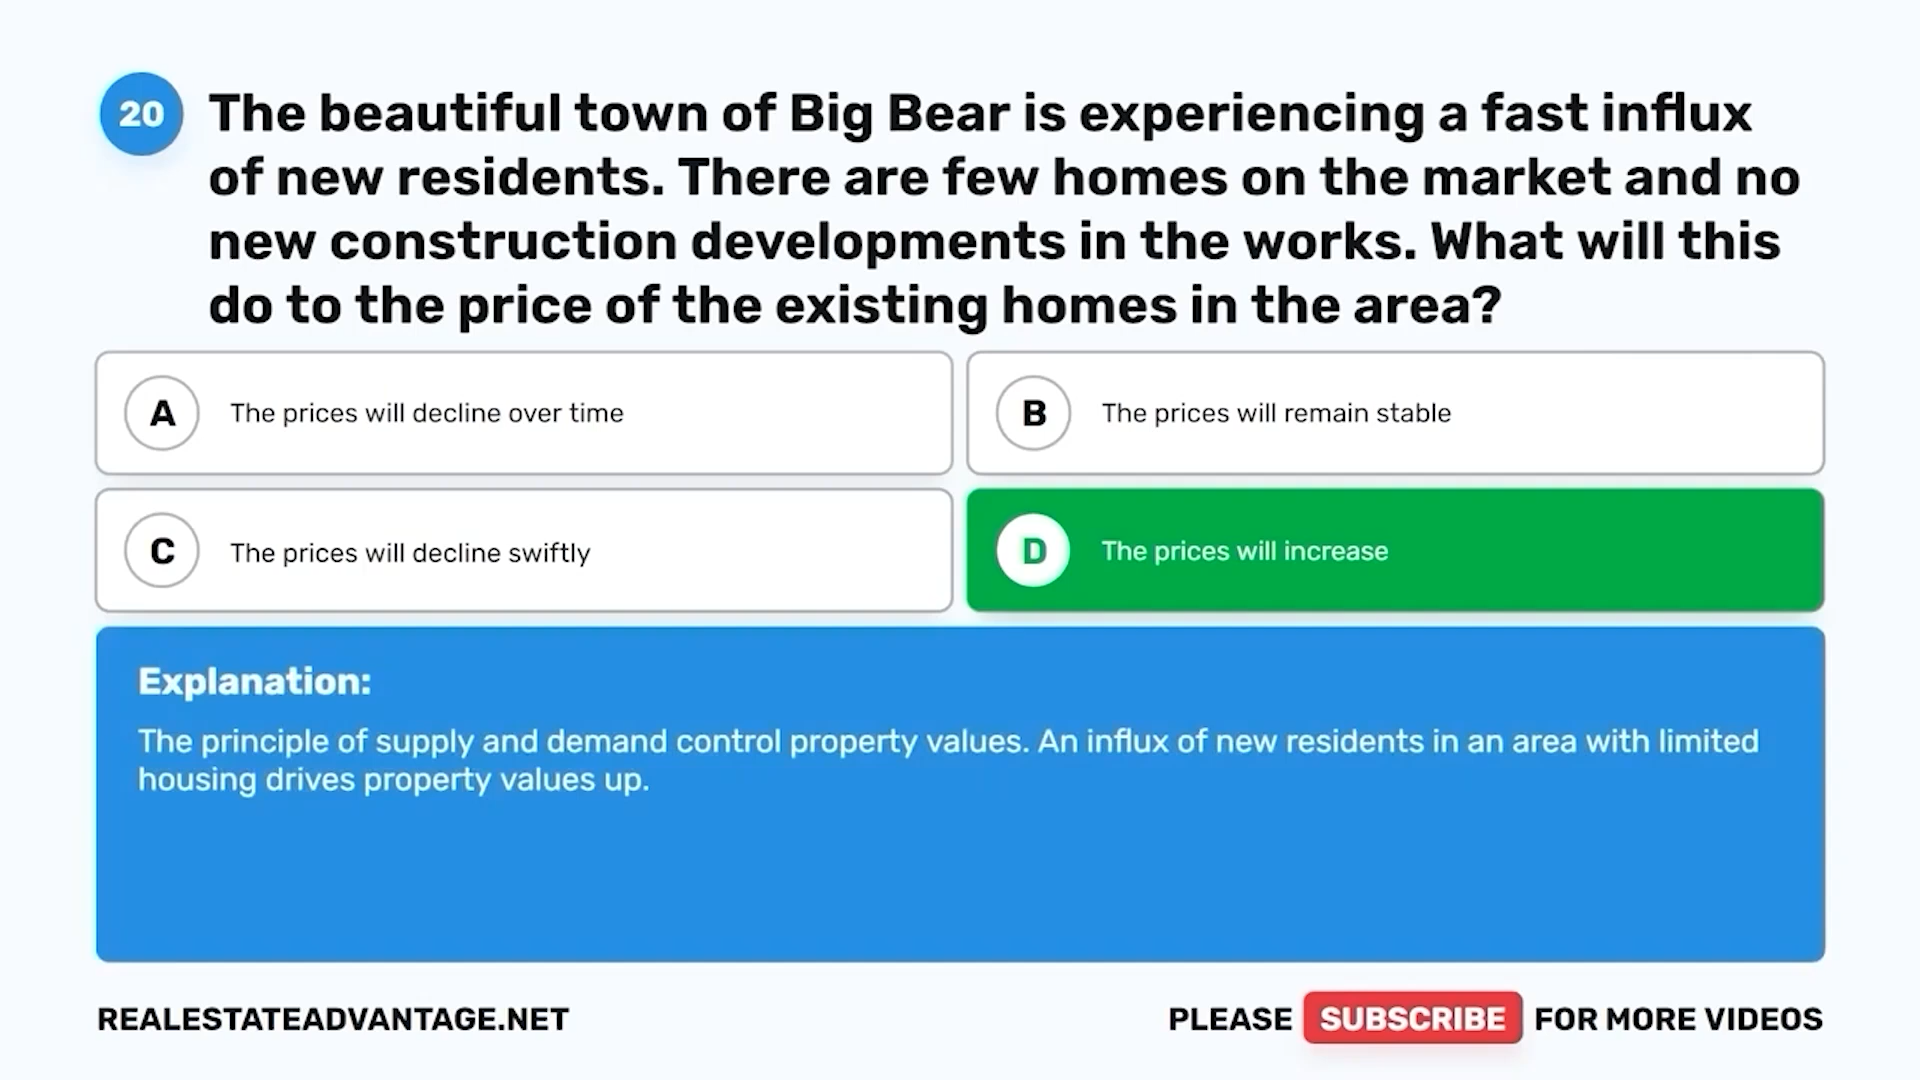 20
The beautiful town of Big Bear is experiencing a fast influx
of new residents. There are few homes on the market and no
new construction developments in the works. What will this
do to the price of the existing homes in the area?
A The prices will decline over time
B The prices will remain stable
C The prices will decline swiftly
D The prices will increase
Explanation:
The principle of supply and demand control property values. An influx of new residents in an area with limited
housing drives property values up.
REALESTATEADVANTAGE.NET
PLEASE SUBSCRIBE FOR MORE VIDEOS